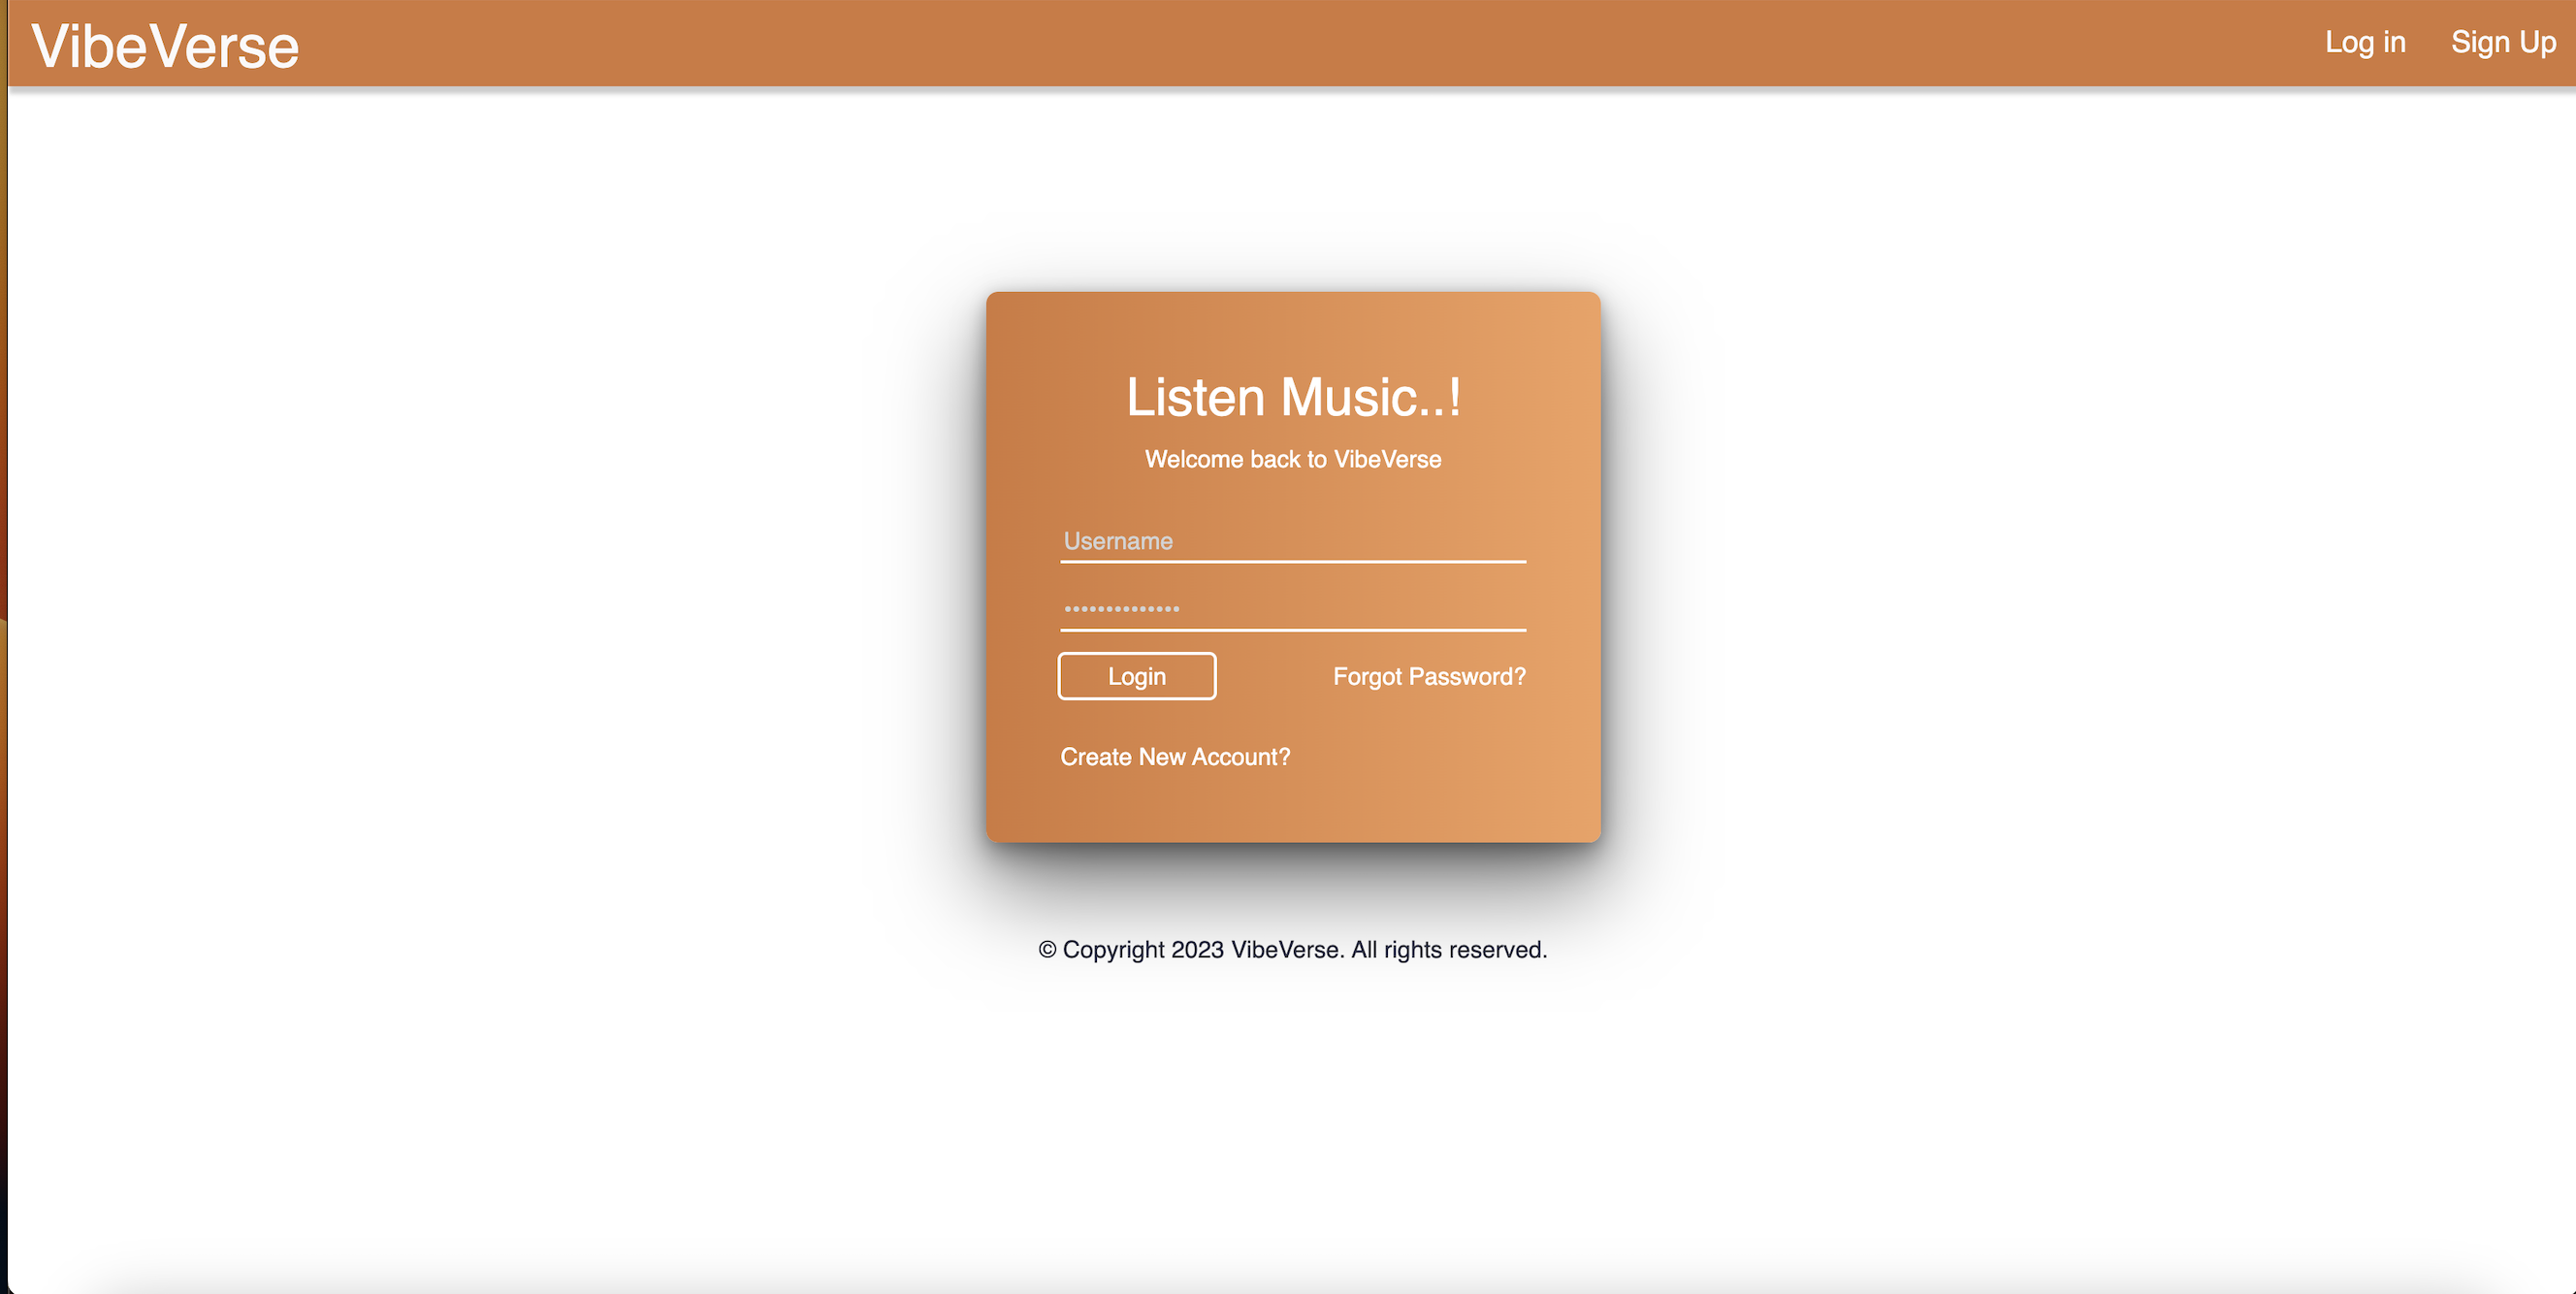 VibeVerse
Log in
Sign Up
Listen Music..!
Welcome back to VibeVerse
Username
••••••••••••••
Login
Forgot Password?
Create New Account?
© Copyright 2023 VibeVerse. All rights reserved.